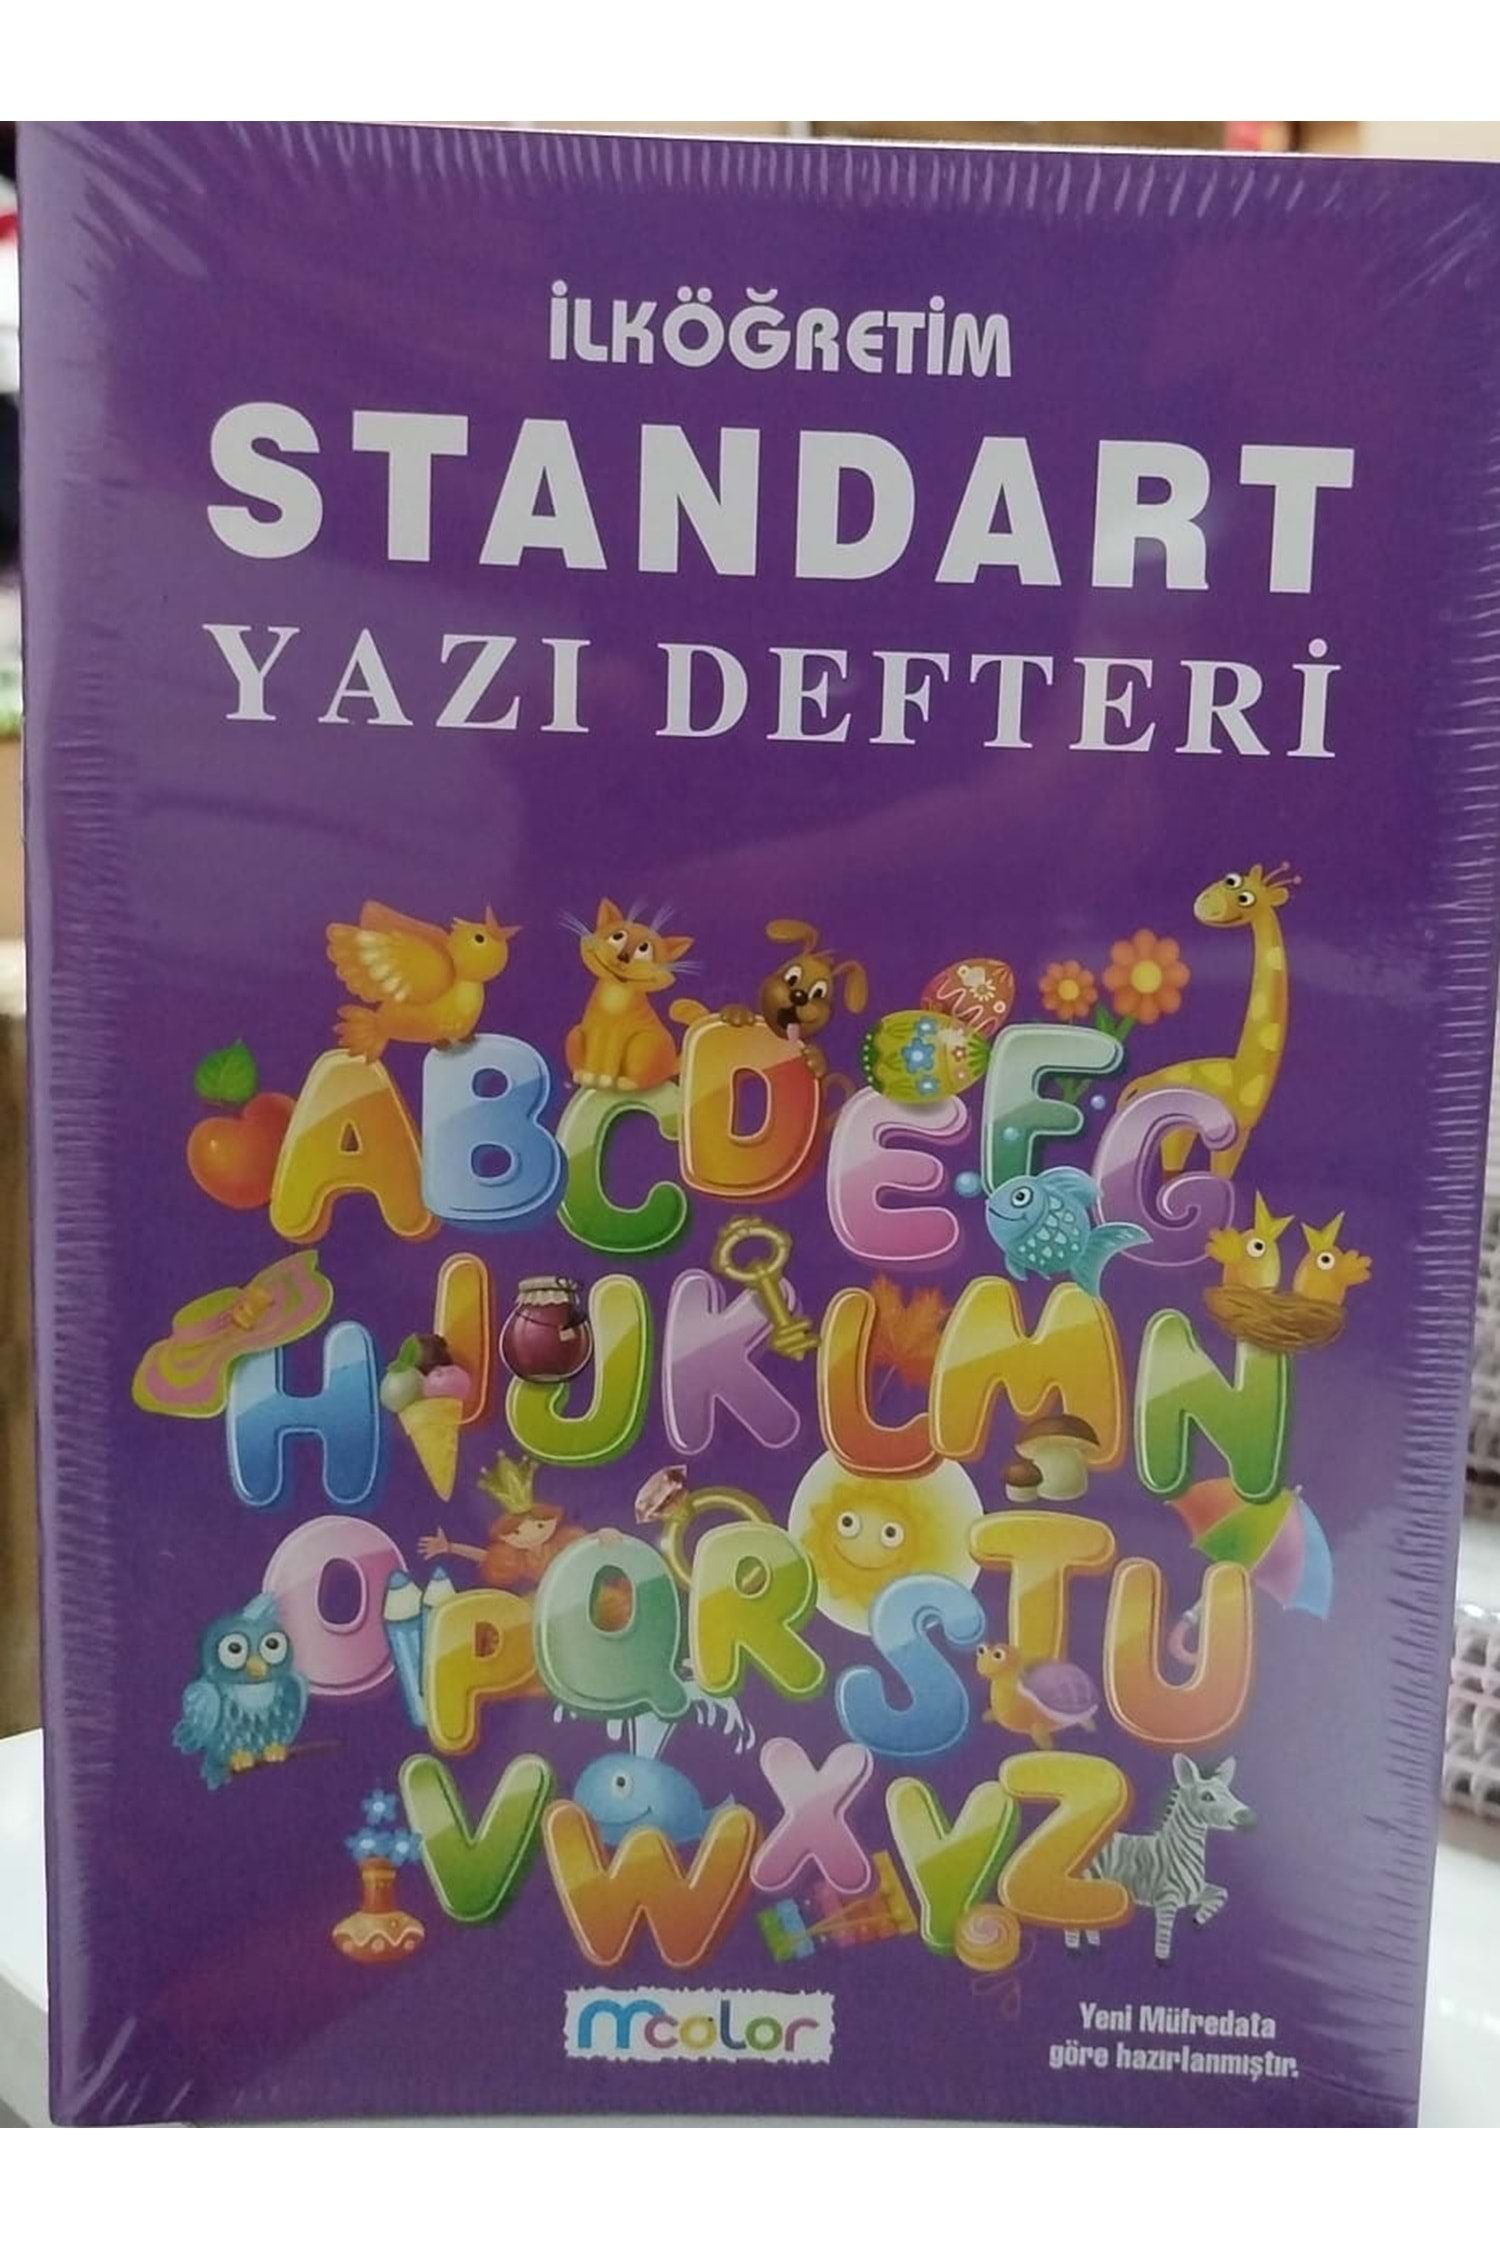 İLKÖĞRETİM
STANDART
YAZI DEFTERİ
ABCDEFG
HIJKLMN
OPQRSTU
VWXYZ
mcolor
Yeni Müfredata
göre hazırlanmıştır.